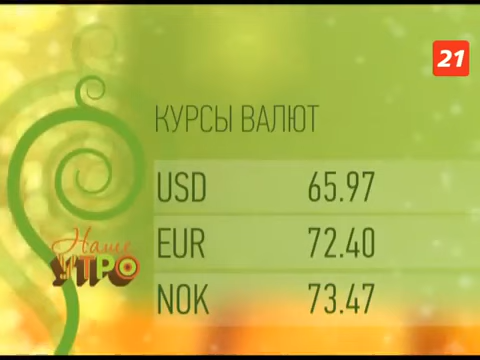 21
КУРСЫ ВАЛЮТ
USD 65.97
EUR 72.40
NOK 73.47
Наше
УТРО